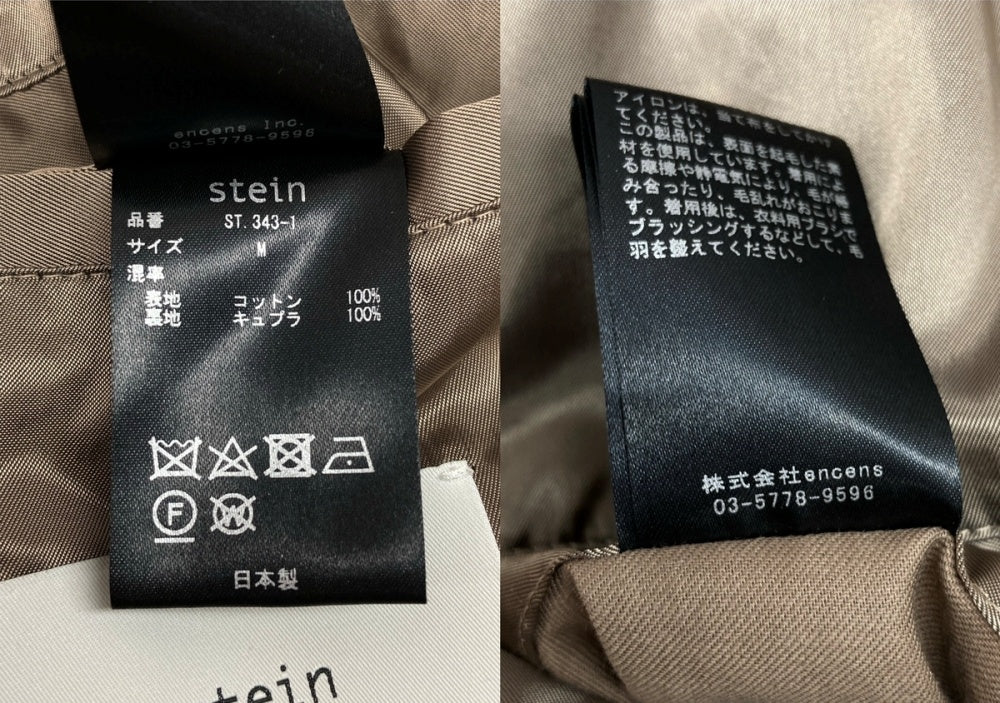 encens Inc.
03-5778-9596
stein
品番 ST. 343-1
サイズ M
混率
表地 コットン 100%
裏地 キュプラ 100%
F
W
日本製
stein
アイロンは、当て布をしてかけ
てください。
この製品は、表面を起毛した素
材を使用しています。着用によ
る摩擦や静電気により、毛が絡
み合ったり、毛乱れがおこりま
す。着用後は、衣料用ブラシで
ブラッシングするなどして、毛
羽を整えてください。
株式会社encens
03-5778-9596